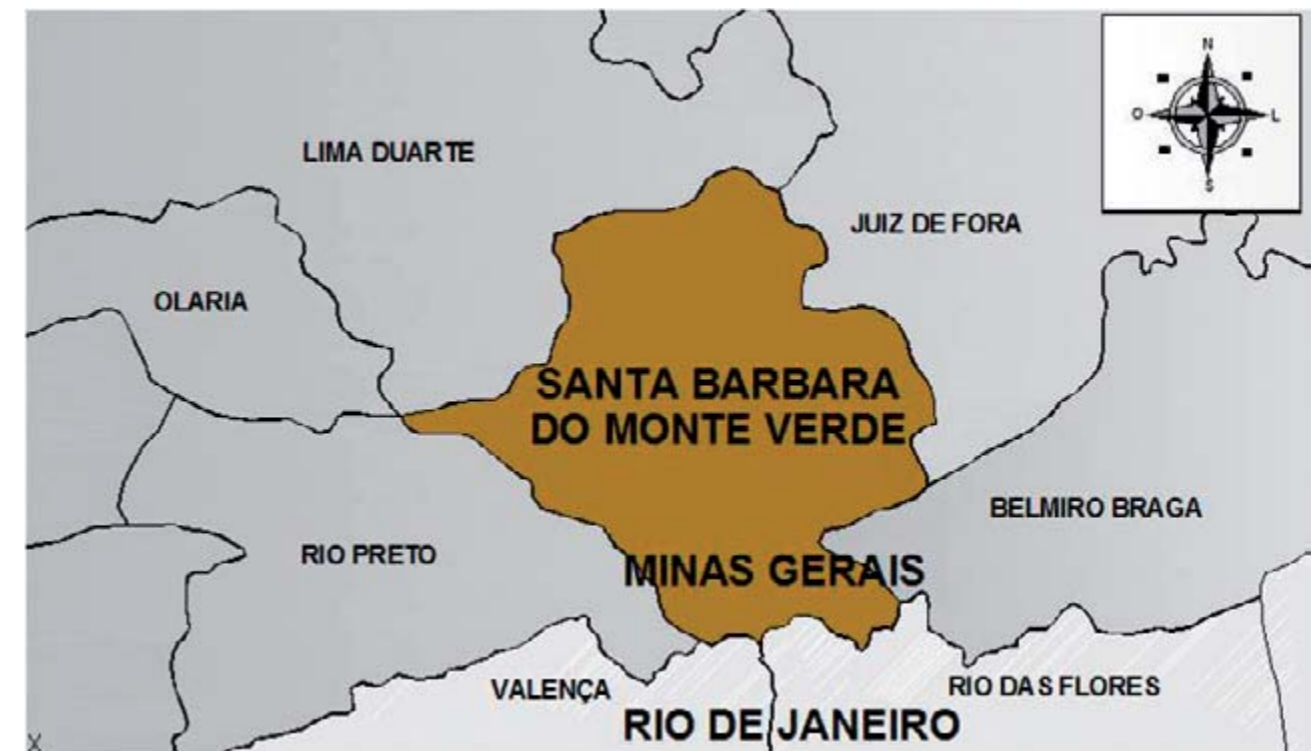 N
O
L
S
LIMA DUARTE
JUIZ DE FORA
OLARIA
SANTA BARBARA
DO MONTE VERDE
BELMIRO BRAGA
RIO PRETO
MINAS GERAIS
VALENÇA
RIO DAS FLORES
RIO DE JANEIRO
X